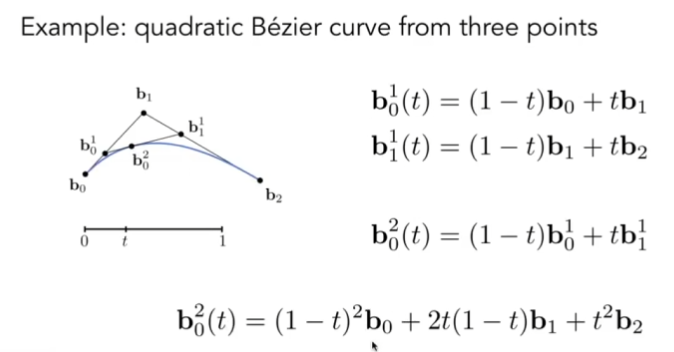 Example: quadratic Bézier curve from three points
b₁
b₀¹
b₁¹
b₀²
b₀
b₂
0 t 1
b₀¹(t) = (1 − t)b₀ + tb₁
b₁¹(t) = (1 − t)b₁ + tb₂
b₀²(t) = (1 − t)b₀¹ + tb₁¹
b₀²(t) = (1 − t)²b₀ + 2t(1 − t)b₁ + t²b₂